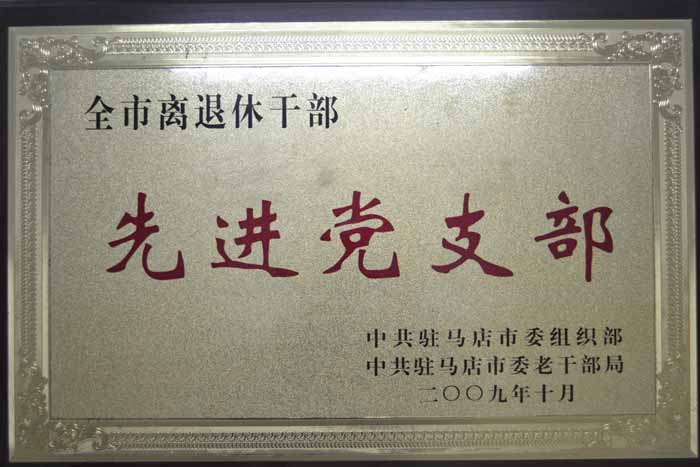 全市离退休干部
先进党支部
中共驻马店市委组织部
中共驻马店市委老干部局
二〇〇九年十月